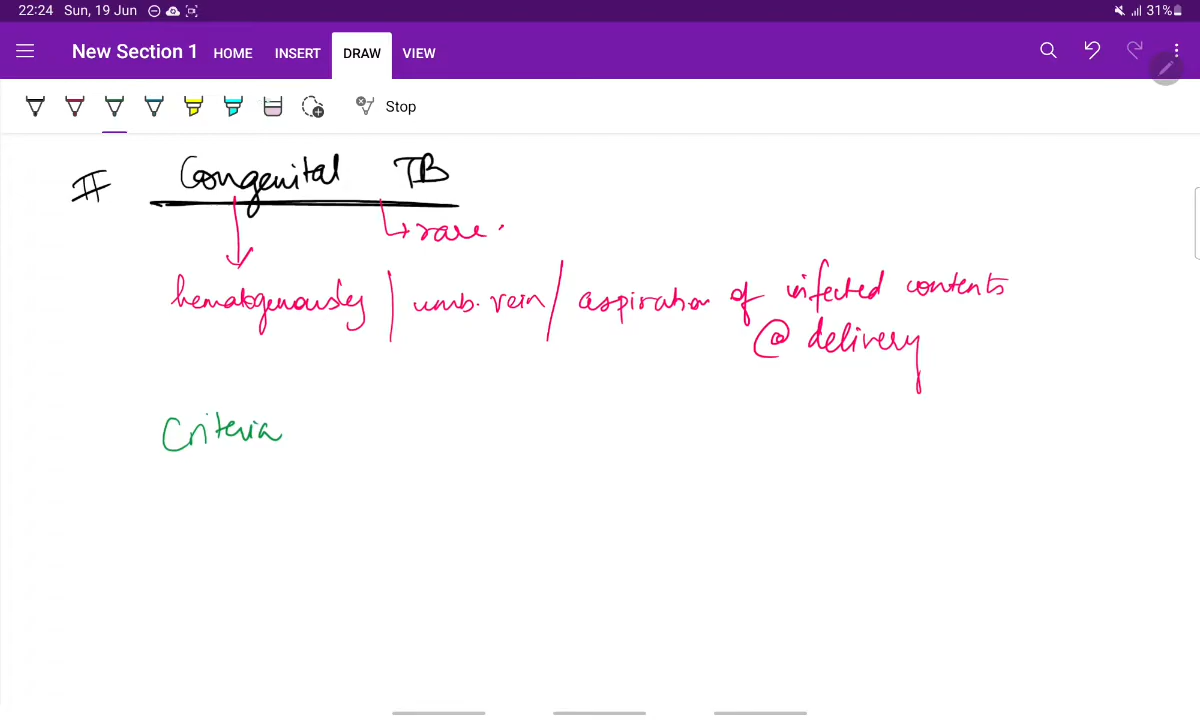 22:24 Sun, 19 Jun 31%
New Section 1 HOME INSERT DRAW VIEW
Stop
# Congenital TB
↳ rare.
hematogenously | umb. vein / aspiration of infected contents
@ delivery
Criteria